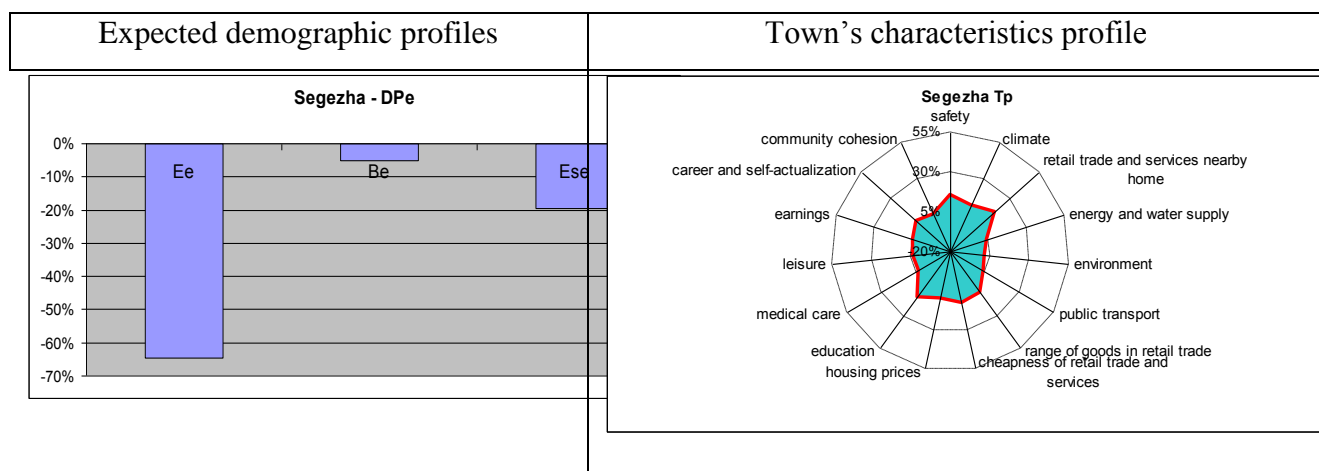 Expected demographic profiles
Town’s characteristics profile
Segezha - DPe
0%
-10%
-20%
-30%
-40%
-50%
-60%
-70%
Ee
Be
Ese
Segezha Tp
safety
climate
retail trade and services nearby
home
energy and water supply
environment
public transport
range of goods in retail trade
cheapness of retail trade and
services
housing prices
education
medical care
leisure
earnings
career and self-actualization
community cohesion
55%
30%
5%
-20%